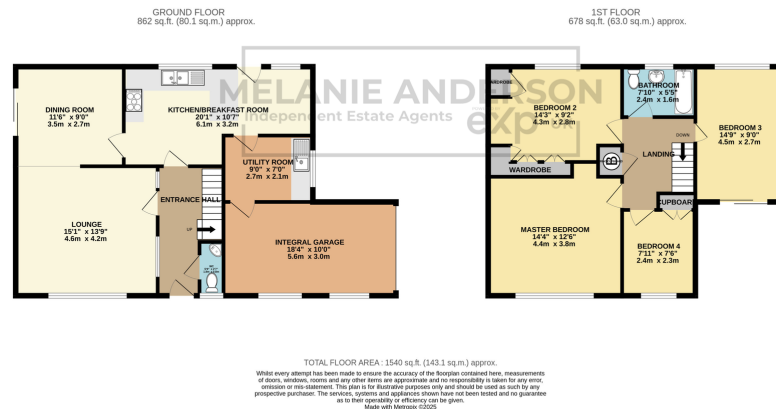 GROUND FLOOR
862 sq.ft. (80.1 sq.m.) approx.
1ST FLOOR
678 sq.ft. (63.0 sq.m.) approx.
MELANIE ANDERSON
Independent Estate Agents
exp UK
DINING ROOM
11'6" x 9'0"
3.5m x 2.7m
KITCHEN/BREAKFAST ROOM
20'1" x 10'7"
6.1m x 3.2m
UTILITY ROOM
9'0" x 7'0"
2.7m x 2.1m
ENTRANCE HALL
UP
LOUNGE
15'1" x 13'9"
4.6m x 4.2m
INTEGRAL GARAGE
18'4" x 10'0"
5.6m x 3.0m
WARDROBE
BEDROOM 2
14'3" x 9'2"
4.3m x 2.8m
BATHROOM
7'10" x 5'5"
2.4m x 1.6m
BEDROOM 3
14'9" x 9'0"
4.5m x 2.7m
DOWN
LANDING
B
WARDROBE
MASTER BEDROOM
14'4" x 12'6"
4.4m x 3.8m
CUPBOARD
BEDROOM 4
7'11" x 7'6"
2.4m x 2.3m
TOTAL FLOOR AREA : 1540 sq.ft. (143.1 sq.m.) approx.
Whilst every attempt has been made to ensure the accuracy of the floorplan contained here, measurements
of doors, windows, rooms and any other items are approximate and no responsibility is taken for any error,
omission or mis-statement. This plan is for illustrative purposes only and should be used as such by any
prospective purchaser. The services, systems and appliances shown have not been tested and no guarantee
as to their operability or efficiency can be given.
Made with Metropix ©2025